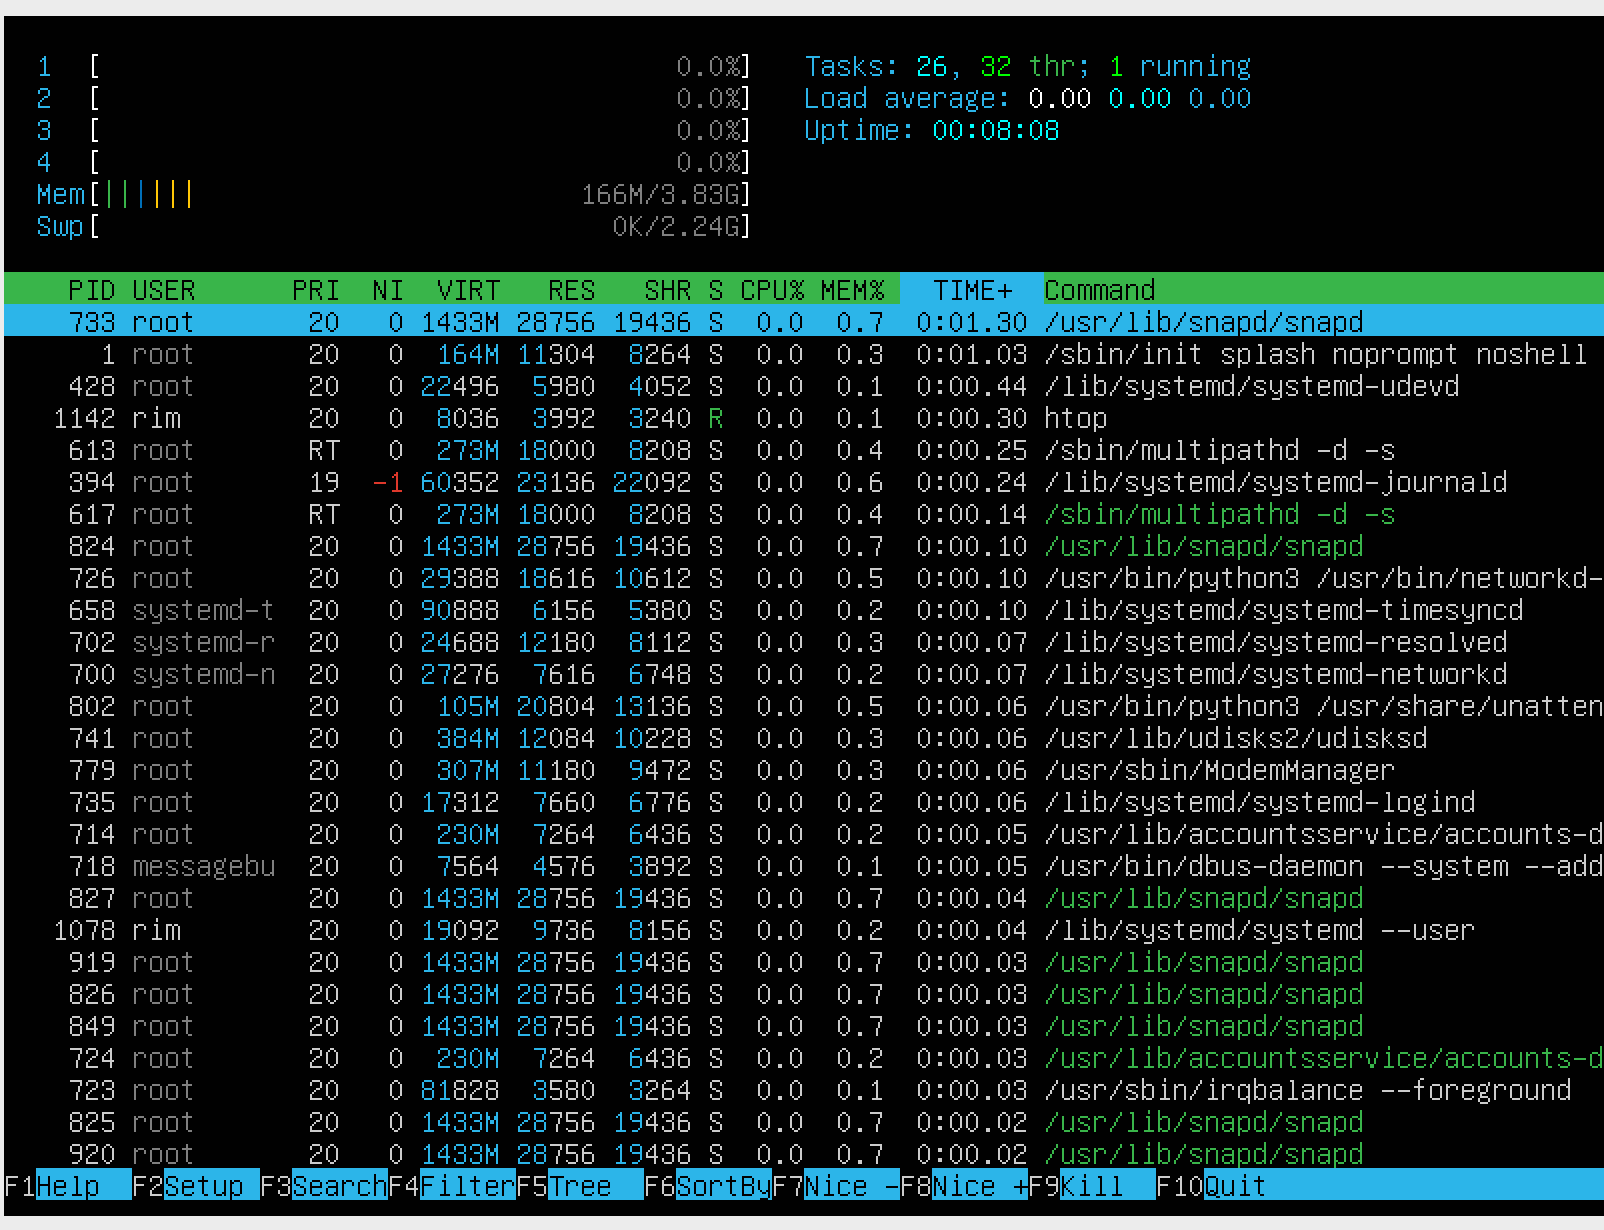 1 [ 0.0%] Tasks: 26, 32 thr; 1 running
2 [ 0.0%] Load average: 0.00 0.00 0.00
3 [ 0.0%] Uptime: 00:08:08
4 [ 0.0%]
Mem[||||||| 166M/3.83G]
Swp[ 0K/2.24G]
PID USER PRI NI VIRT RES SHR S CPU% MEM% TIME+ Command
733 root 20 0 1433M 28756 19436 S 0.0 0.7 0:01.30 /usr/lib/snapd/snapd
1 root 20 0 164M 11304 8264 S 0.0 0.3 0:01.03 /sbin/init splash noprompt noshell
428 root 20 0 22496 5980 4052 S 0.0 0.1 0:00.44 /lib/systemd/systemd-udevd
1142 rim 20 0 8036 3992 3240 R 0.0 0.1 0:00.30 htop
613 root RT 0 273M 18000 8208 S 0.0 0.4 0:00.25 /sbin/multipathd -d -s
394 root 19 -1 60352 23136 22092 S 0.0 0.6 0:00.24 /lib/systemd/systemd-journald
617 root RT 0 273M 18000 8208 S 0.0 0.4 0:00.14 /sbin/multipathd -d -s
824 root 20 0 1433M 28756 19436 S 0.0 0.7 0:00.10 /usr/lib/snapd/snapd
726 root 20 0 29388 18616 10612 S 0.0 0.5 0:00.10 /usr/bin/python3 /usr/bin/networkd-
658 systemd-t 20 0 90888 6156 5380 S 0.0 0.2 0:00.10 /lib/systemd/systemd-timesyncd
702 systemd-r 20 0 24688 12180 8112 S 0.0 0.3 0:00.07 /lib/systemd/systemd-resolved
700 systemd-n 20 0 27276 7616 6748 S 0.0 0.2 0:00.07 /lib/systemd/systemd-networkd
802 root 20 0 105M 20804 13136 S 0.0 0.5 0:00.06 /usr/bin/python3 /usr/share/unatten
741 root 20 0 384M 12084 10228 S 0.0 0.3 0:00.06 /usr/lib/udisks2/udisksd
779 root 20 0 307M 11180 9472 S 0.0 0.3 0:00.06 /usr/sbin/ModemManager
735 root 20 0 17312 7660 6776 S 0.0 0.2 0:00.06 /lib/systemd/systemd-logind
714 root 20 0 230M 7264 6436 S 0.0 0.2 0:00.05 /usr/lib/accountsservice/accounts-d
718 messagebu 20 0 7564 4576 3892 S 0.0 0.1 0:00.05 /usr/bin/dbus-daemon --system --add
827 root 20 0 1433M 28756 19436 S 0.0 0.7 0:00.04 /usr/lib/snapd/snapd
1078 rim 20 0 19092 9736 8156 S 0.0 0.2 0:00.04 /lib/systemd/systemd --user
919 root 20 0 1433M 28756 19436 S 0.0 0.7 0:00.03 /usr/lib/snapd/snapd
826 root 20 0 1433M 28756 19436 S 0.0 0.7 0:00.03 /usr/lib/snapd/snapd
849 root 20 0 1433M 28756 19436 S 0.0 0.7 0:00.03 /usr/lib/snapd/snapd
724 root 20 0 230M 7264 6436 S 0.0 0.2 0:00.03 /usr/lib/accountsservice/accounts-d
723 root 20 0 81828 3580 3264 S 0.0 0.1 0:00.03 /usr/sbin/irqbalance --foreground
825 root 20 0 1433M 28756 19436 S 0.0 0.7 0:00.02 /usr/lib/snapd/snapd
920 root 20 0 1433M 28756 19436 S 0.0 0.7 0:00.02 /usr/lib/snapd/snapd
F1Help F2Setup F3SearchF4FilterF5Tree F6SortByF7Nice -F8Nice +F9Kill F10Quit